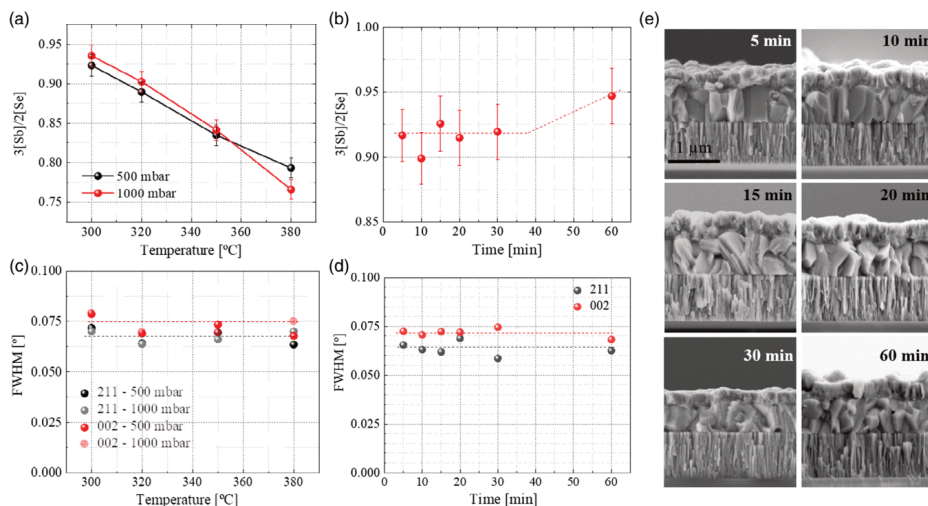 (a)
0.95
0.90
0.85
0.80
0.75
3[Sb]/2[Se]
500 mbar
1000 mbar
300 320 340 360 380
Temperature [ºC]
(b)
1.00
0.95
0.90
0.85
3[Sb]/2[Se]
0 10 20 30 40 50 60
Time [min]
(c)
0.100
0.075
0.050
0.025
0.000
FWHM [º]
211 - 500 mbar
211 - 1000 mbar
002 - 500 mbar
002 - 1000 mbar
300 320 340 360 380
Temperature [ºC]
(d)
0.100
0.075
0.050
0.025
0.000
FWHM [º]
211
002
0 10 20 30 40 50 60
Time [min]
(e)
5 min
10 min
1 µm
15 min
20 min
30 min
60 min